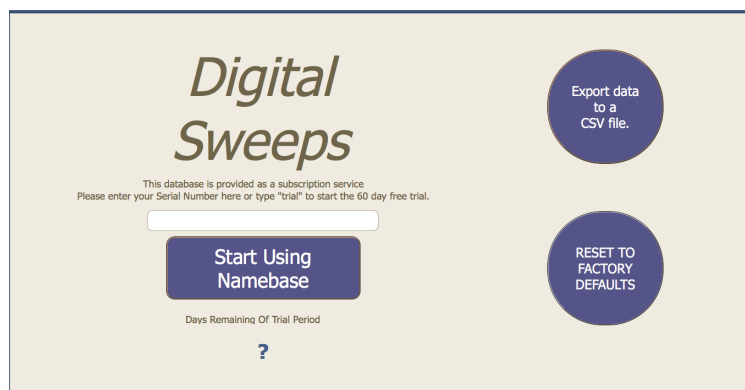 Digital
Sweeps
This database is provided as a subscription service
Please enter your Serial Number here or type "trial" to start the 60 day free trial.
Start Using
Namebase
Days Remaining Of Trial Period
?
Export data
to a
CSV file.
RESET TO
FACTORY
DEFAULTS